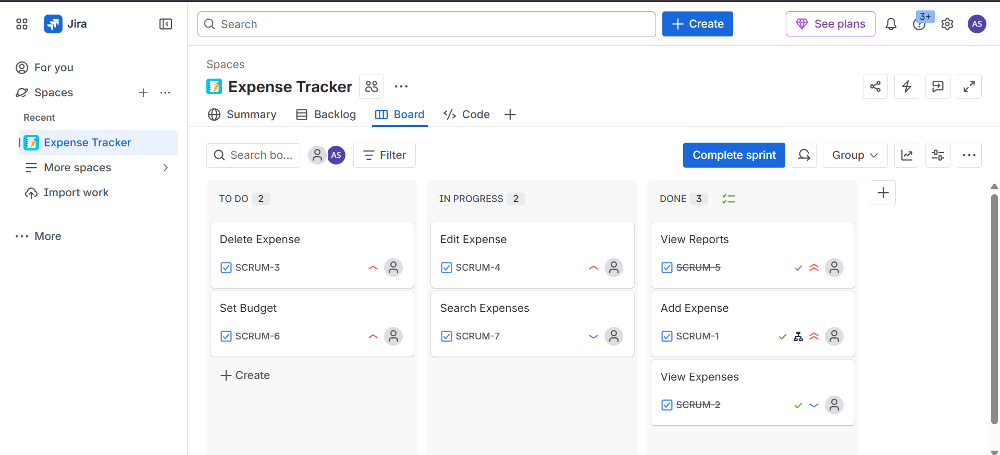 Jira
Search
Create
See plans
3+
AS
For you
Spaces
Recent
Expense Tracker
More spaces
Import work
More
Spaces
Expense Tracker
Summary
Backlog
Board
Code
Search bo...
AS
Filter
Complete sprint
Group
TO DO 2
Delete Expense
SCRUM-3
Set Budget
SCRUM-6
Create
IN PROGRESS 2
Edit Expense
SCRUM-4
Search Expenses
SCRUM-7
DONE 3
View Reports
SCRUM-5
Add Expense
SCRUM-1
View Expenses
SCRUM-2